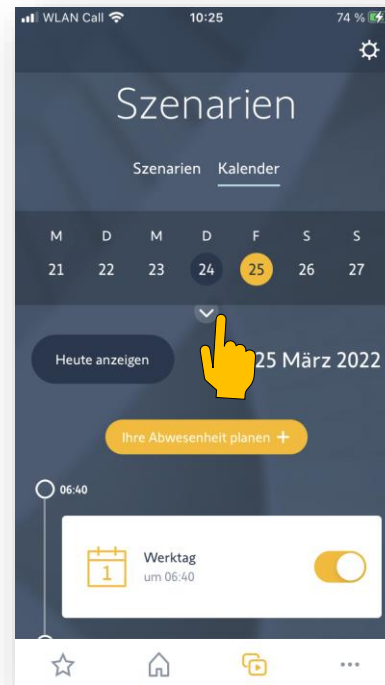 WLAN Call 10:25 74 %
Szenarien
Szenarien Kalender
M D M D F S S
21 22 23 24 25 26 27
Heute anzeigen 25 März 2022
Ihre Abwesenheit planen +
06:40
1 Werktag
um 06:40